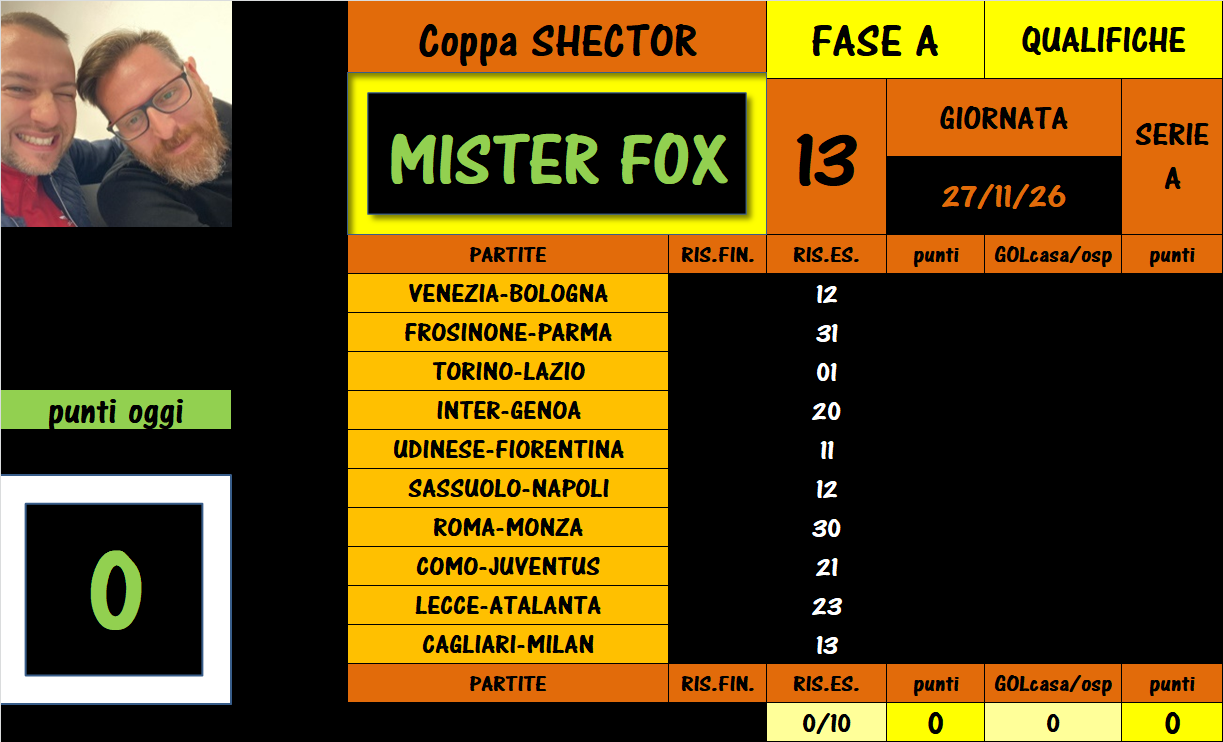 Coppa SHECTOR
FASE A
QUALIFICHE
MISTER FOX
13
GIORNATA
27/11/26
SERIE
A
PARTITE RIS.FIN. RIS.ES. punti GOLcasa/osp punti
VENEZIA-BOLOGNA 12
FROSINONE-PARMA 31
TORINO-LAZIO 01
INTER-GENOA 20
UDINESE-FIORENTINA 11
SASSUOLO-NAPOLI 12
ROMA-MONZA 30
COMO-JUVENTUS 21
LECCE-ATALANTA 23
CAGLIARI-MILAN 13
PARTITE RIS.FIN. RIS.ES. punti GOLcasa/osp punti
0/10 0 0 0
punti oggi
0